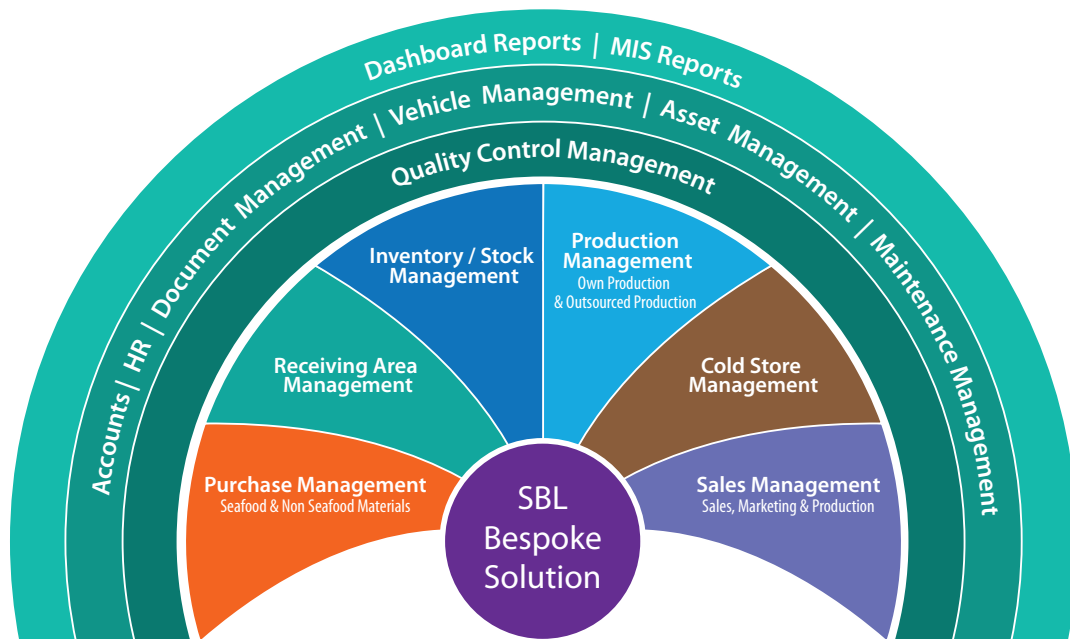 Dashboard Reports | MIS Reports
Accounts | HR | Document Management | Vehicle Management | Asset Management | Maintenance Management
Quality Control Management
Inventory / Stock
Management
Production
Management
Own Production
& Outsourced Production
Receiving Area
Management
Cold Store
Management
Purchase Management
Seafood & Non Seafood Materials
Sales Management
Sales, Marketing & Production
SBL
Bespoke
Solution